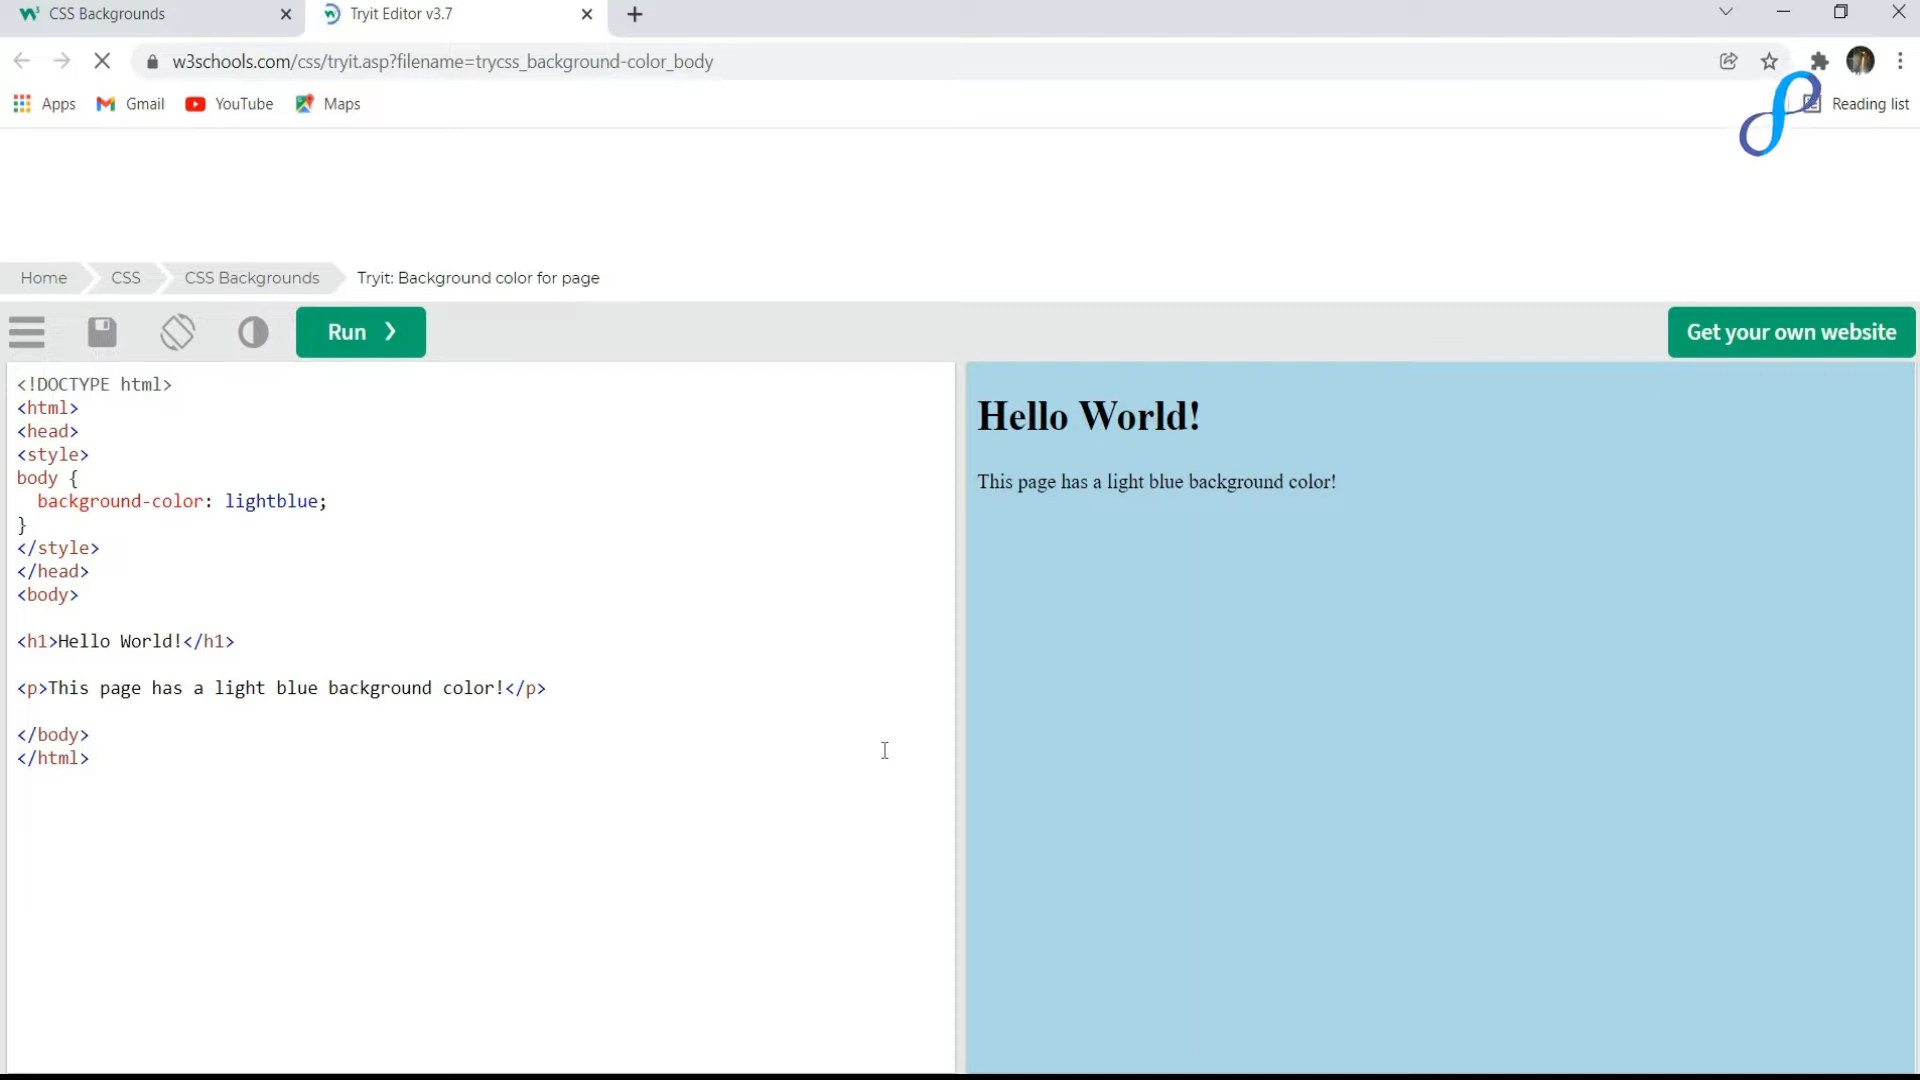 CSS Backgrounds
Tryit Editor v3.7
w3schools.com/css/tryit.asp?filename=trycss_background-color_body
Apps
Gmail
YouTube
Maps
Reading list
Home
CSS
CSS Backgrounds
Tryit: Background color for page
Run ❯
Get your own website
<!DOCTYPE html>
<html>
<head>
<style>
body {
  background-color: lightblue;
}
</style>
</head>
<body>
<h1>Hello World!</h1>
<p>This page has a light blue background color!</p>
</body>
</html>
Hello World!
This page has a light blue background color!